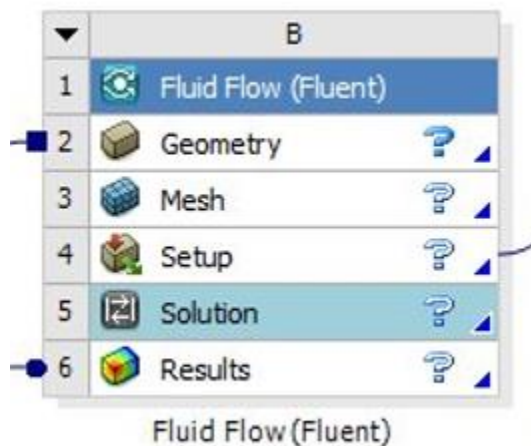 B
1 Fluid Flow (Fluent)
2 Geometry ?
3 Mesh ?
4 Setup ?
5 Solution ?
6 Results ?
Fluid Flow (Fluent)